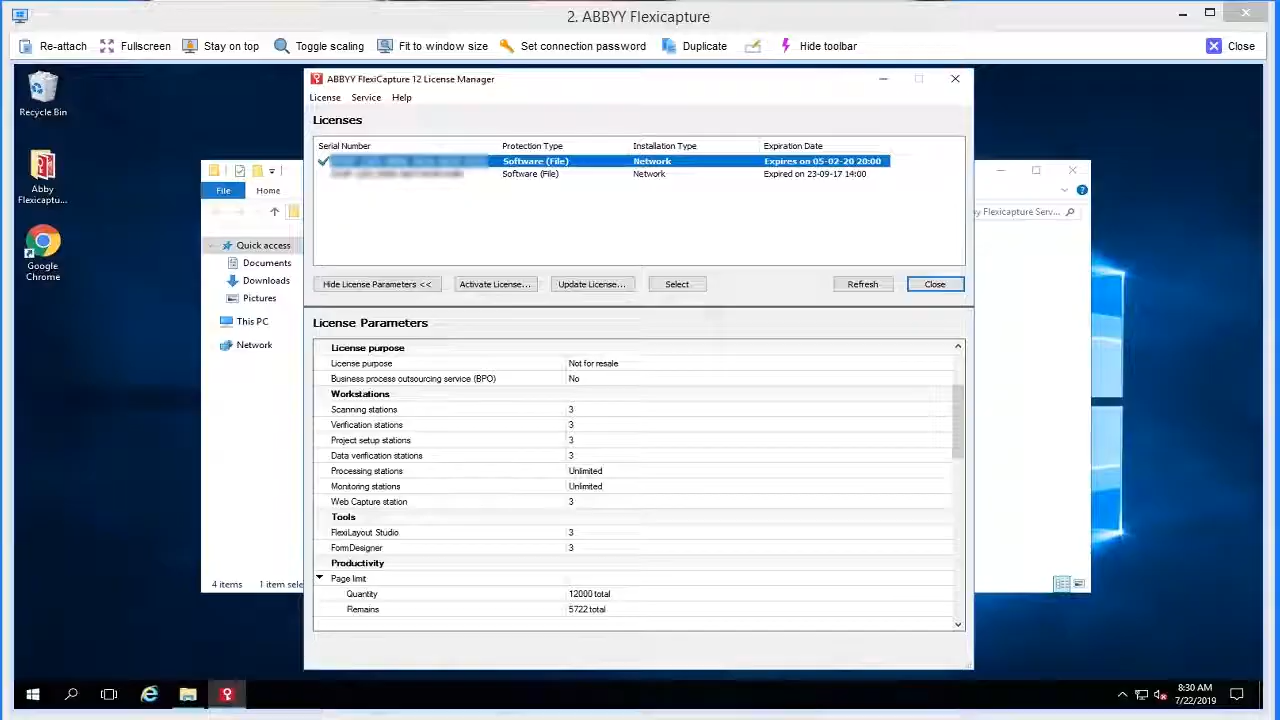 2. ABBYY Flexicapture
Re-attach Fullscreen Stay on top Toggle scaling Fit to window size Set connection password Duplicate Hide toolbar Close
Recycle Bin
Abby
Flexicaptu...
Google
Chrome
File Home
y Flexicapture Serv...
Quick access
Documents
Downloads
Pictures
This PC
Network
4 items 1 item sele
ABBYY FlexiCapture 12 License Manager
License Service Help
Licenses
Serial Number Protection Type Installation Type Expiration Date
Software (File) Network Expires on 05-02-20 20:00
Software (File) Network Expired on 23-09-17 14:00
Hide License Parameters << Activate License... Update License... Select Refresh Close
License Parameters
License purpose
License purpose Not for resale
Business process outsourcing service (BPO) No
Workstations
Scanning stations 3
Verification stations 3
Project setup stations 3
Data verification stations 3
Processing stations Unlimited
Monitoring stations Unlimited
Web Capture station 3
Tools
FlexiLayout Studio 3
FormDesigner 3
Productivity
Page limit
Quantity 12000 total
Remains 5722 total
8:30 AM
7/22/2019